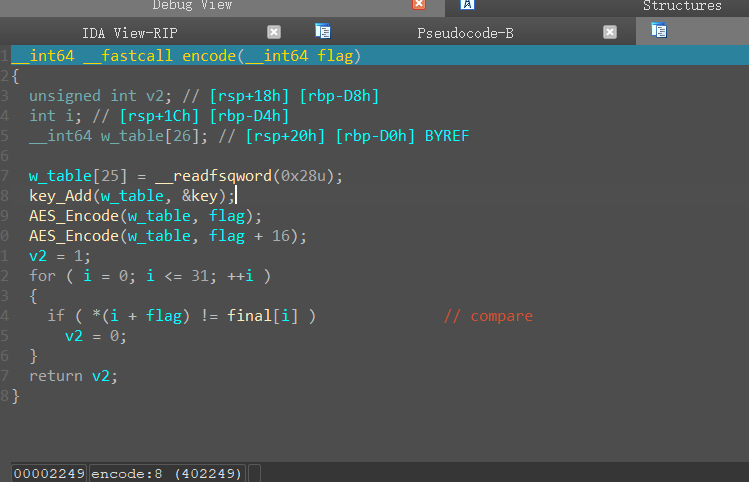 Debug View
Structures
IDA View-RIP
Pseudocode-B
1 __int64 __fastcall encode(__int64 flag)
2 {
3 unsigned int v2; // [rsp+18h] [rbp-D8h]
4 int i; // [rsp+1Ch] [rbp-D4h]
5 __int64 w_table[26]; // [rsp+20h] [rbp-D0h] BYREF
6
7 w_table[25] = __readfsqword(0x28u);
8 key_Add(w_table, &key);
9 AES_Encode(w_table, flag);
0 AES_Encode(w_table, flag + 16);
1 v2 = 1;
2 for ( i = 0; i <= 31; ++i )
3 {
4 if ( *(i + flag) != final[i] ) // compare
5 v2 = 0;
6 }
7 return v2;
8 }
00002249 encode:8 (402249)